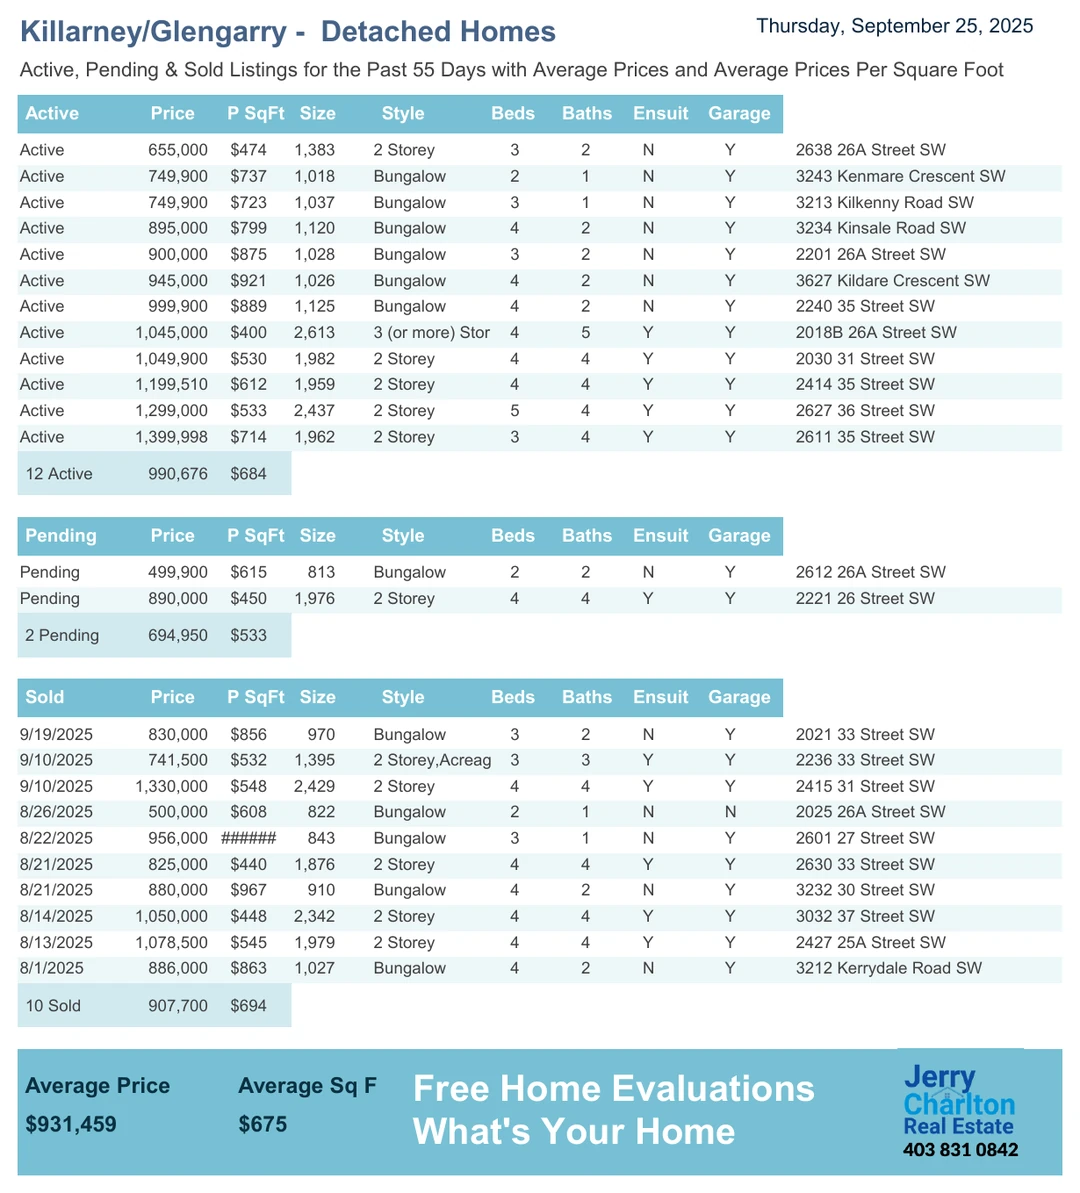 Killarney/Glengarry - Detached Homes
Thursday, September 25, 2025
Active, Pending & Sold Listings for the Past 55 Days with Average Prices and Average Prices Per Square Foot
Active Price P SqFt Size Style Beds Baths Ensuit Garage
Active 655,000 $474 1,383 2 Storey 3 2 N Y 2638 26A Street SW
Active 749,900 $737 1,018 Bungalow 2 1 N Y 3243 Kenmare Crescent SW
Active 749,900 $723 1,037 Bungalow 3 1 N Y 3213 Kilkenny Road SW
Active 895,000 $799 1,120 Bungalow 4 2 N Y 3234 Kinsale Road SW
Active 900,000 $875 1,028 Bungalow 3 2 N Y 2201 26A Street SW
Active 945,000 $921 1,026 Bungalow 4 2 N Y 3627 Kildare Crescent SW
Active 999,900 $889 1,125 Bungalow 4 2 N Y 2240 35 Street SW
Active 1,045,000 $400 2,613 3 (or more) Stor 4 5 Y Y 2018B 26A Street SW
Active 1,049,900 $530 1,982 2 Storey 4 4 Y Y 2030 31 Street SW
Active 1,199,510 $612 1,959 2 Storey 4 4 Y Y 2414 35 Street SW
Active 1,299,000 $533 2,437 2 Storey 5 4 Y Y 2627 36 Street SW
Active 1,399,998 $714 1,962 2 Storey 3 4 Y Y 2611 35 Street SW
12 Active 990,676 $684
Pending Price P SqFt Size Style Beds Baths Ensuit Garage
Pending 499,900 $615 813 Bungalow 2 2 N Y 2612 26A Street SW
Pending 890,000 $450 1,976 2 Storey 4 4 Y Y 2221 26 Street SW
2 Pending 694,950 $533
Sold Price P SqFt Size Style Beds Baths Ensuit Garage
9/19/2025 830,000 $856 970 Bungalow 3 2 N Y 2021 33 Street SW
9/10/2025 741,500 $532 1,395 2 Storey,Acreag 3 3 Y Y 2236 33 Street SW
9/10/2025 1,330,000 $548 2,429 2 Storey 4 4 Y Y 2415 31 Street SW
8/26/2025 500,000 $608 822 Bungalow 2 1 N N 2025 26A Street SW
8/22/2025 956,000 ###### 843 Bungalow 3 1 N Y 2601 27 Street SW
8/21/2025 825,000 $440 1,876 2 Storey 4 4 Y Y 2630 33 Street SW
8/21/2025 880,000 $967 910 Bungalow 4 2 N Y 3232 30 Street SW
8/14/2025 1,050,000 $448 2,342 2 Storey 4 4 Y Y 3032 37 Street SW
8/13/2025 1,078,500 $545 1,979 2 Storey 4 4 Y Y 2427 25A Street SW
8/1/2025 886,000 $863 1,027 Bungalow 4 2 N Y 3212 Kerrydale Road SW
10 Sold 907,700 $694
Average Price Average Sq F
$931,459 $675
Free Home Evaluations
What's Your Home
Jerry
Charlton
Real Estate
403 831 0842